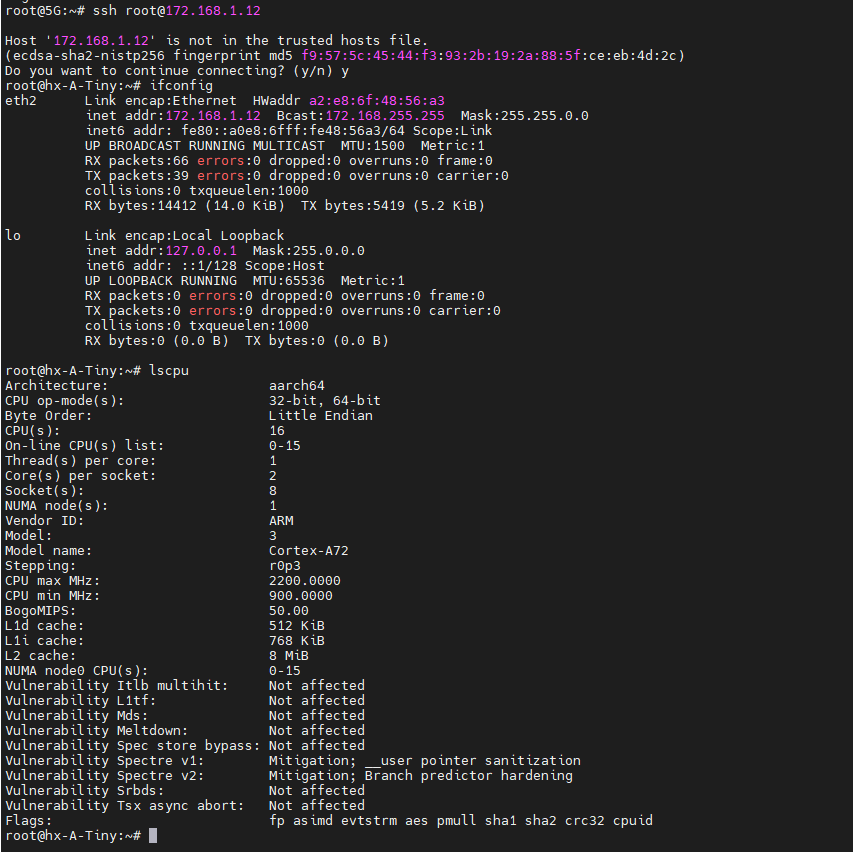 root@5G:~# ssh root@172.168.1.12
Host '172.168.1.12' is not in the trusted hosts file.
(ecdsa-sha2-nistp256 fingerprint md5 f9:57:5c:45:44:f3:93:2b:19:2a:88:5f:ce:eb:4d:2c)
Do you want to continue connecting? (y/n) y
root@hx-A-Tiny:~# ifconfig
eth2      Link encap:Ethernet  HWaddr a2:e8:6f:48:56:a3
          inet addr:172.168.1.12  Bcast:172.168.255.255  Mask:255.255.0.0
          inet6 addr: fe80::a0e8:6fff:fe48:56a3/64 Scope:Link
          UP BROADCAST RUNNING MULTICAST  MTU:1500  Metric:1
          RX packets:66 errors:0 dropped:0 overruns:0 frame:0
          TX packets:39 errors:0 dropped:0 overruns:0 carrier:0
          collisions:0 txqueuelen:1000
          RX bytes:14412 (14.0 KiB)  TX bytes:5419 (5.2 KiB)
lo        Link encap:Local Loopback
          inet addr:127.0.0.1  Mask:255.0.0.0
          inet6 addr: ::1/128 Scope:Host
          UP LOOPBACK RUNNING  MTU:65536  Metric:1
          RX packets:0 errors:0 dropped:0 overruns:0 frame:0
          TX packets:0 errors:0 dropped:0 overruns:0 carrier:0
          collisions:0 txqueuelen:1000
          RX bytes:0 (0.0 B)  TX bytes:0 (0.0 B)
root@hx-A-Tiny:~# lscpu
Architecture:                    aarch64
CPU op-mode(s):                  32-bit, 64-bit
Byte Order:                      Little Endian
CPU(s):                          16
On-line CPU(s) list:             0-15
Thread(s) per core:              1
Core(s) per socket:              2
Socket(s):                       8
NUMA node(s):                    1
Vendor ID:                       ARM
Model:                           3
Model name:                      Cortex-A72
Stepping:                        r0p3
CPU max MHz:                     2200.0000
CPU min MHz:                     900.0000
BogoMIPS:                        50.00
L1d cache:                       512 KiB
L1i cache:                       768 KiB
L2 cache:                        8 MiB
NUMA node0 CPU(s):               0-15
Vulnerability Itlb multihit:     Not affected
Vulnerability L1tf:              Not affected
Vulnerability Mds:               Not affected
Vulnerability Meltdown:          Not affected
Vulnerability Spec store bypass: Not affected
Vulnerability Spectre v1:        Mitigation; __user pointer sanitization
Vulnerability Spectre v2:        Mitigation; Branch predictor hardening
Vulnerability Srbds:             Not affected
Vulnerability Tsx async abort:   Not affected
Flags:                           fp asimd evtstrm aes pmull sha1 sha2 crc32 cpuid
root@hx-A-Tiny:~#